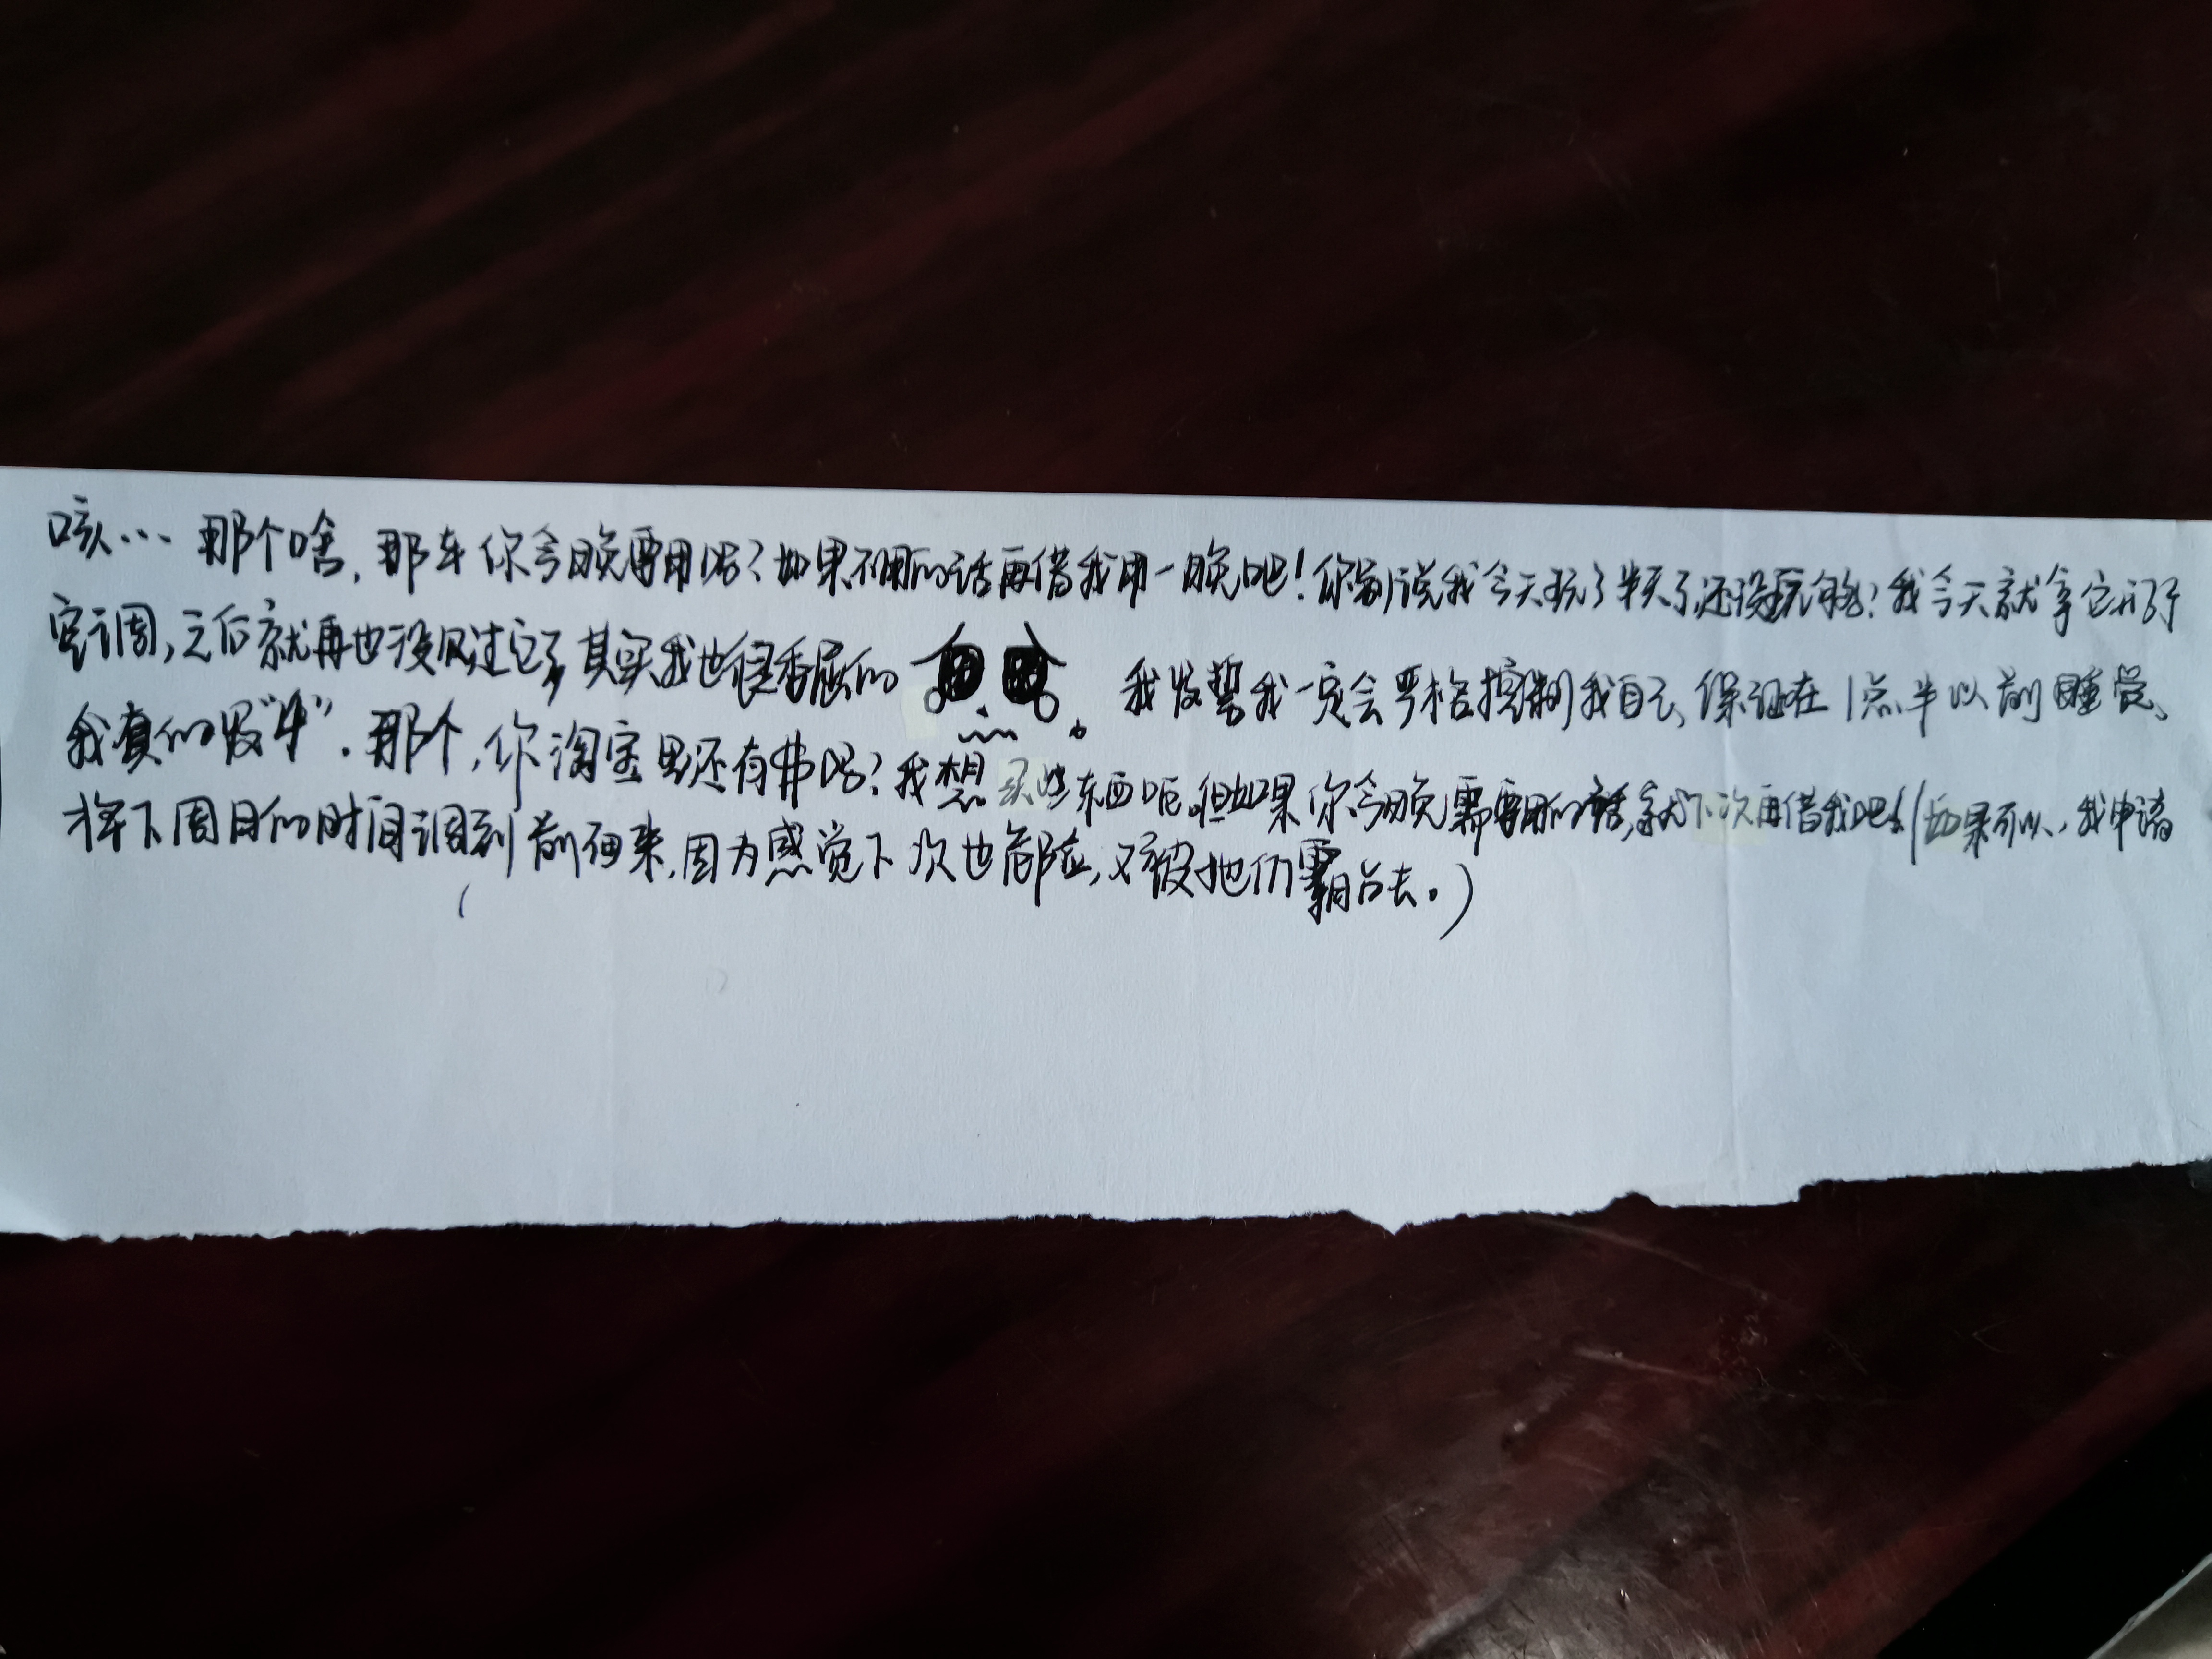 咳… 那个啥,那车你今晚要用吗?如果不用的话再借我用一晚吧!你别说我今天玩了半天了还没玩够?我今天就拿它听了
室调,之后就再也没见过它了,其实我也很委屈的 。我发誓我一定会严格控制我自己,保证在1点半以前睡觉、
我真的发“4”.那个,你淘宝里还有钱吗?我想买些东西呢。但如果你今晚需要用的话,就下次再借我吧!(如果可以,我申请
将下周日的时间调到前面来,因为感觉下次也危险,又被他们霸占去。)